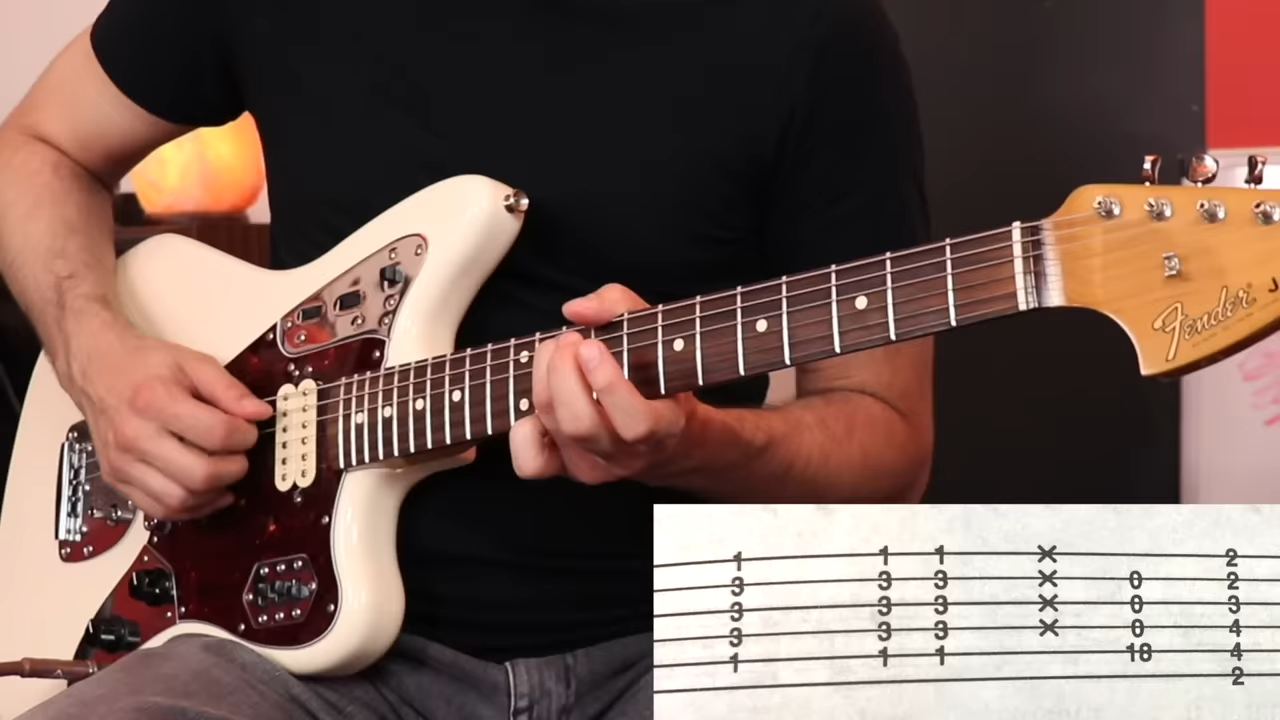 Fender
J
1 1 1 × 2
3 3 3 × 0 2
3 3 3 × 0 3
3 3 3 × 0 4
1 1 1 18 4
2